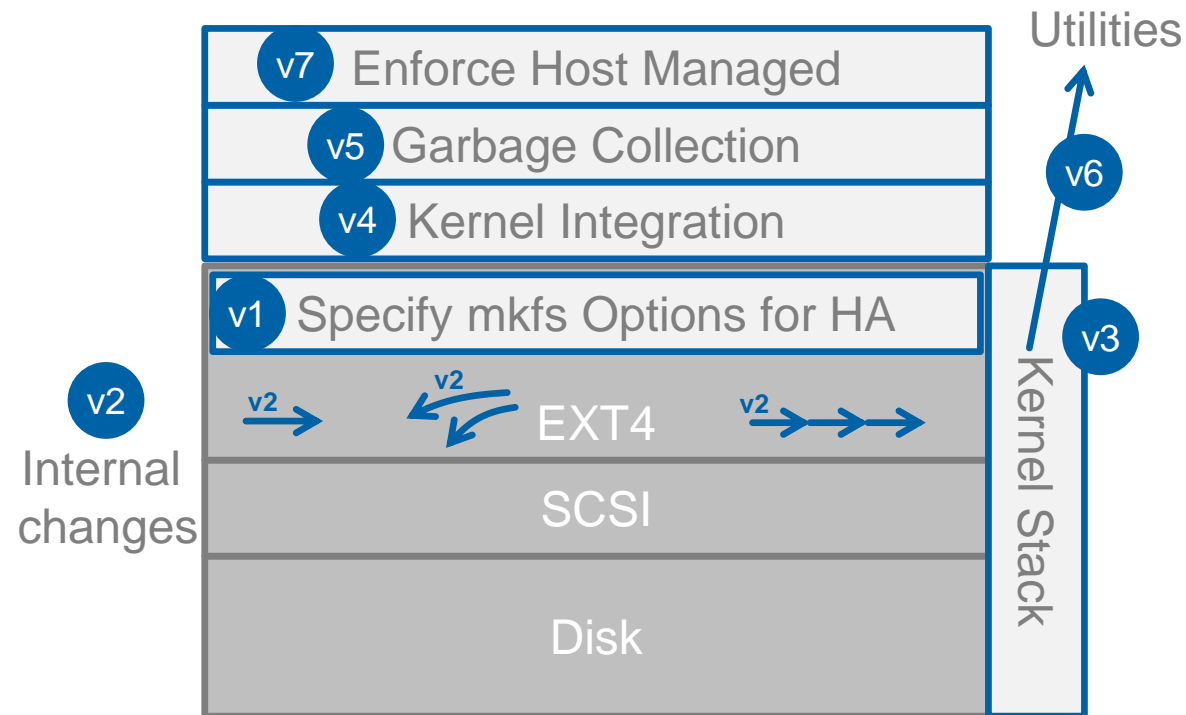 Utilities
v7 Enforce Host Managed
v5 Garbage Collection
v6
v4 Kernel Integration
v1 Specify mkfs Options for HA
v3
Kernel Stack
v2
Internal
changes
v2
v2
v2
EXT4
SCSI
Disk